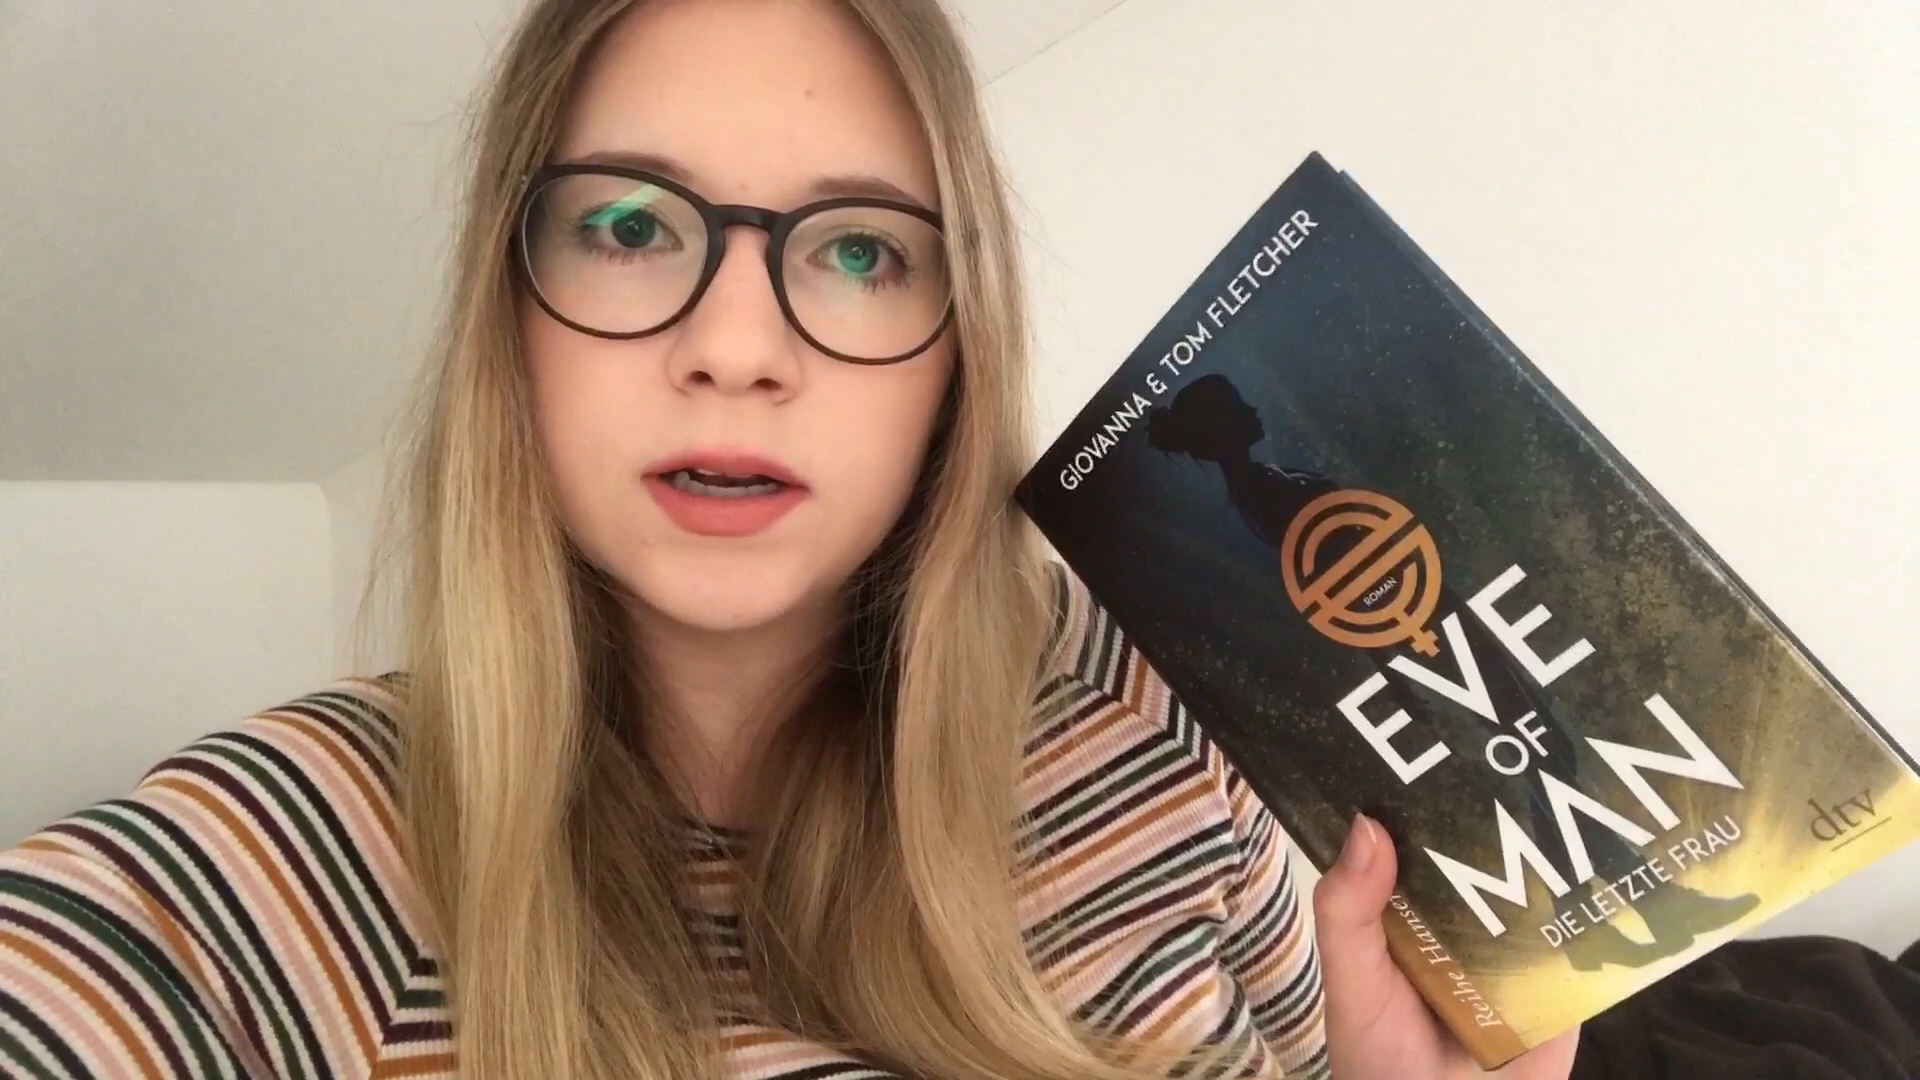 GIOVANNA & TOM FLETCHER
ROMAN
EVE
OF
MAN
DIE LETZTE FRAU
dtv
Reihe Hanser